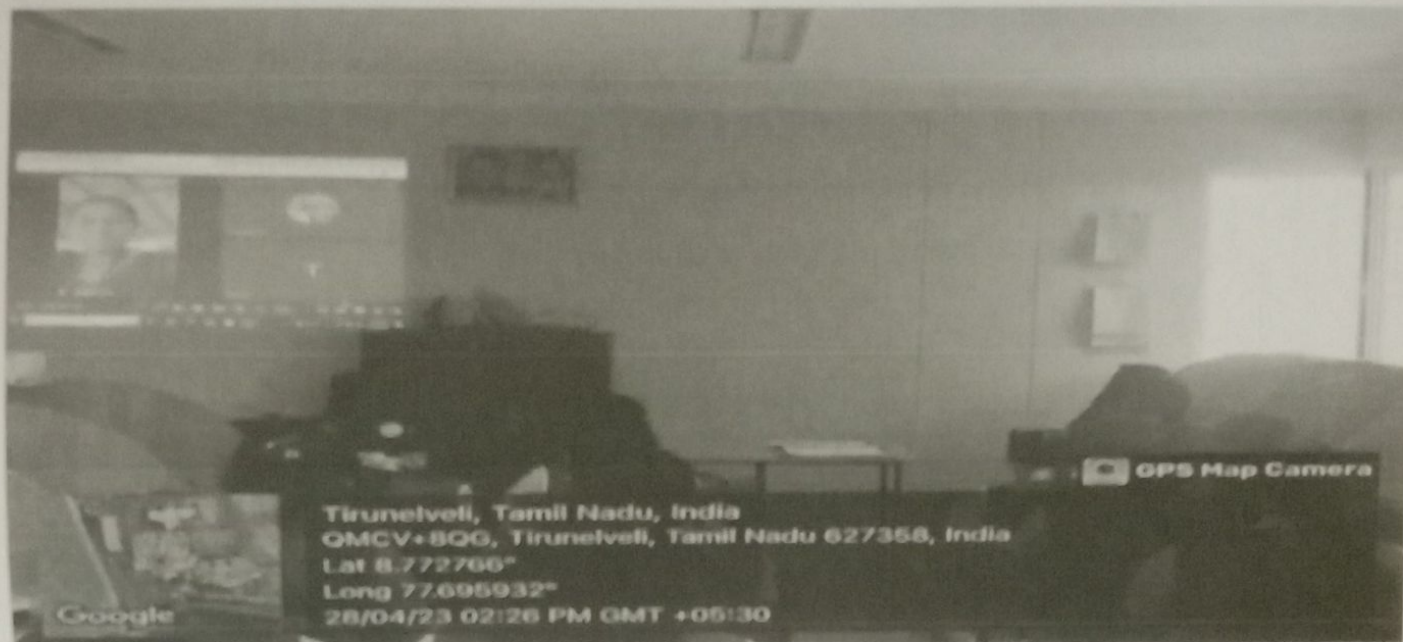 GPS Map Camera
Tirunelveli, Tamil Nadu, India
QMCV+8QG, Tirunelveli, Tamil Nadu 627358, India
Lat 8.772766°
Long 77.695932°
28/04/23 02:26 PM GMT +05:30
Google